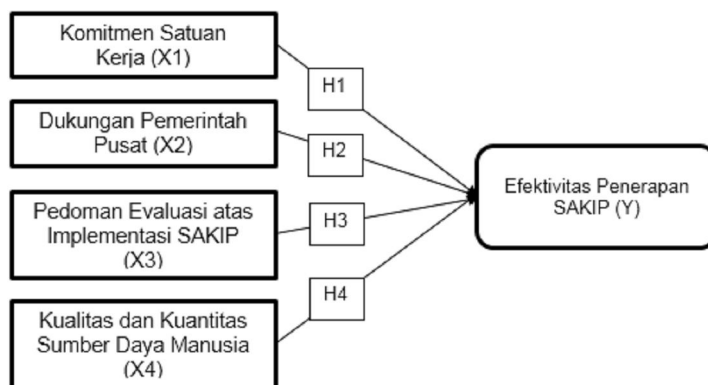 Komitmen Satuan
Kerja (X1)
H1
Dukungan Pemerintah
Pusat (X2)
H2
Efektivitas Penerapan
SAKIP (Y)
Pedoman Evaluasi atas
Implementasi SAKIP
(X3)
H3
H4
Kualitas dan Kuantitas
Sumber Daya Manusia
(X4)